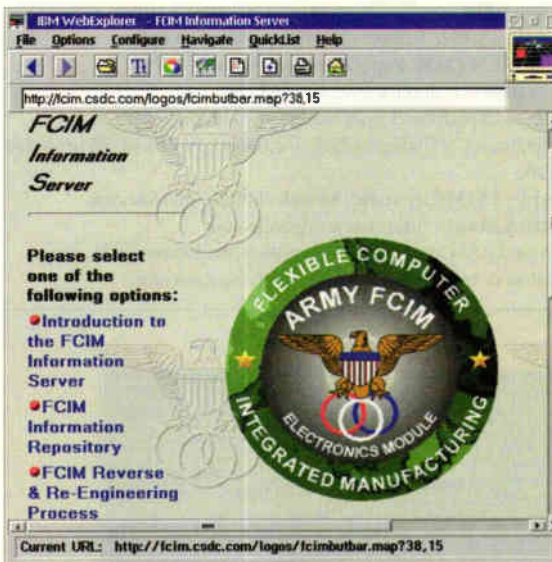 IBM WebExplorer - FCIM Information Server
File Options Configure Navigate QuickList Help
http://fcim.csdc.com/logos/fcimbutbar.map?38,15
FCIM
Information
Server
Please select
one of the
following options:
Introduction to
the FCIM
Information
Server
FCIM
Information
Repository
FCIM Reverse
& Re-Engineering
Process
FLEXIBLE COMPUTER
ARMY FCIM
ELECTRONICS MODULE
INTEGRATED MANUFACTURING
Current URL: http://fcim.csdc.com/logos/fcimbutbar.map?38,15